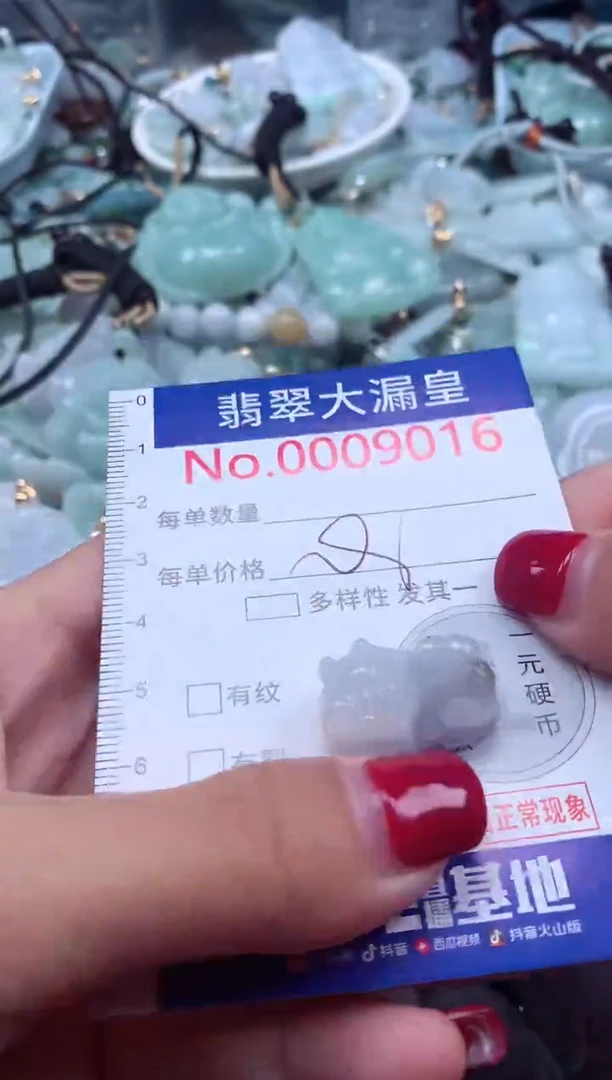 翡翠大漏皇
No.0009016
每单数量
每单价格
多样性 发其一
有纹
一元硬币
正常现象
基地
抖音 西瓜视频 抖音火山版
0
1
2
3
4
5
6